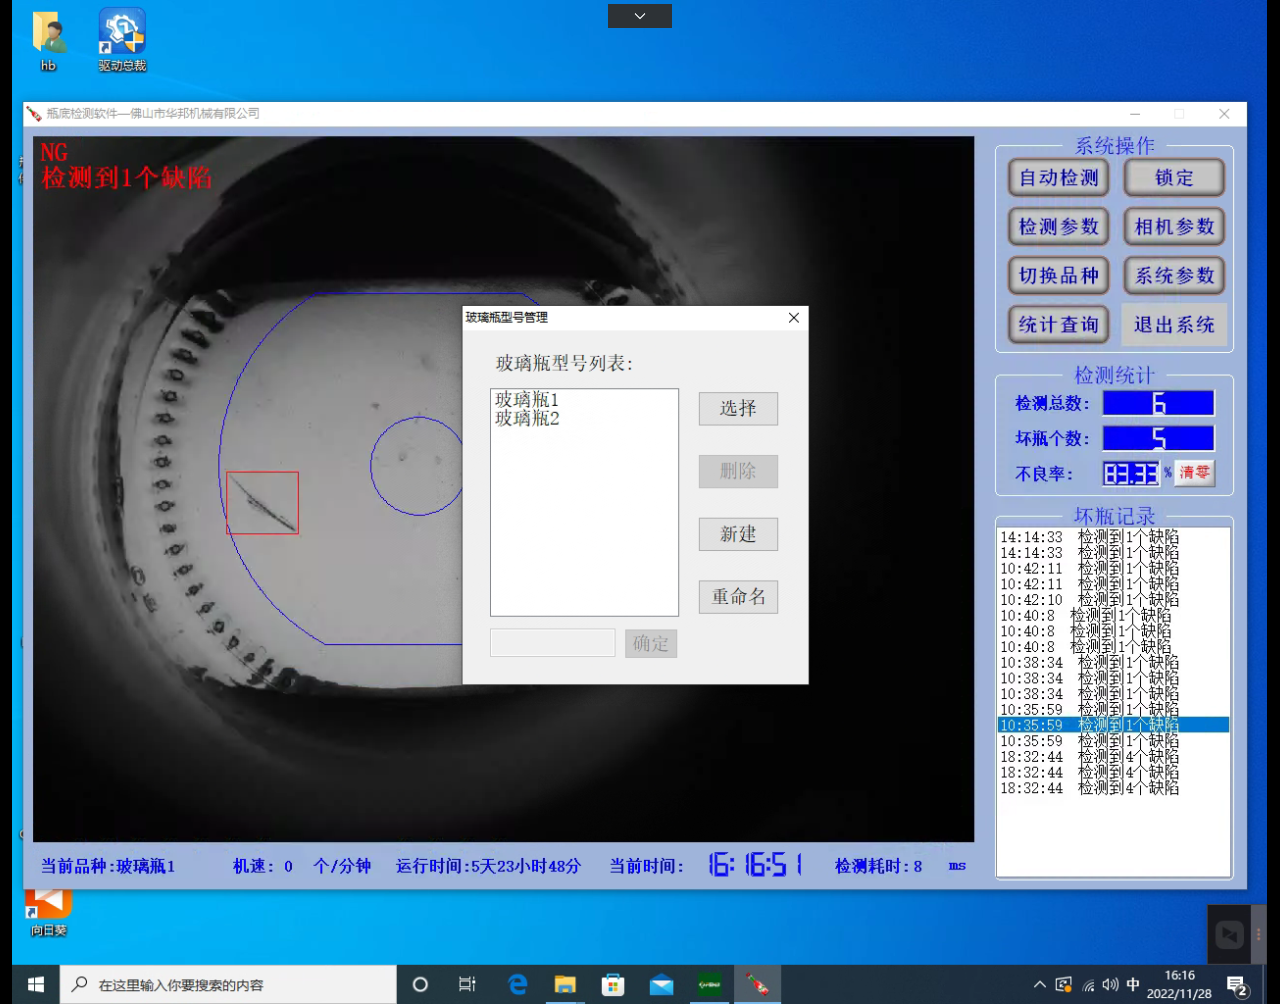 hb
驱动总裁
瓶底检测软件—佛山市华邦机械有限公司
NG
检测到1个缺陷
系统操作
自动检测
锁定
检测参数
相机参数
切换品种
系统参数
统计查询
退出系统
检测统计
检测总数:
6
坏瓶个数:
5
不良率:
83.33
%
清零
坏瓶记录
14:14:33 检测到1个缺陷
14:14:33 检测到1个缺陷
10:42:11 检测到1个缺陷
10:42:11 检测到1个缺陷
10:42:10 检测到1个缺陷
10:40:8 检测到1个缺陷
10:40:8 检测到1个缺陷
10:40:8 检测到1个缺陷
10:38:34 检测到1个缺陷
10:38:34 检测到1个缺陷
10:38:34 检测到1个缺陷
10:35:59 检测到1个缺陷
10:35:59 检测到1个缺陷
10:35:59 检测到1个缺陷
18:32:44 检测到4个缺陷
18:32:44 检测到4个缺陷
18:32:44 检测到4个缺陷
玻璃瓶型号管理
玻璃瓶型号列表:
玻璃瓶1
玻璃瓶2
选择
删除
新建
重命名
确定
当前品种:玻璃瓶1
机速: 0 个/分钟
运行时间:5天23小时48分
当前时间:
16:16:51
检测耗时:8 ms
向日葵
在这里输入你要搜索的内容
中
16:16
2022/11/28
2